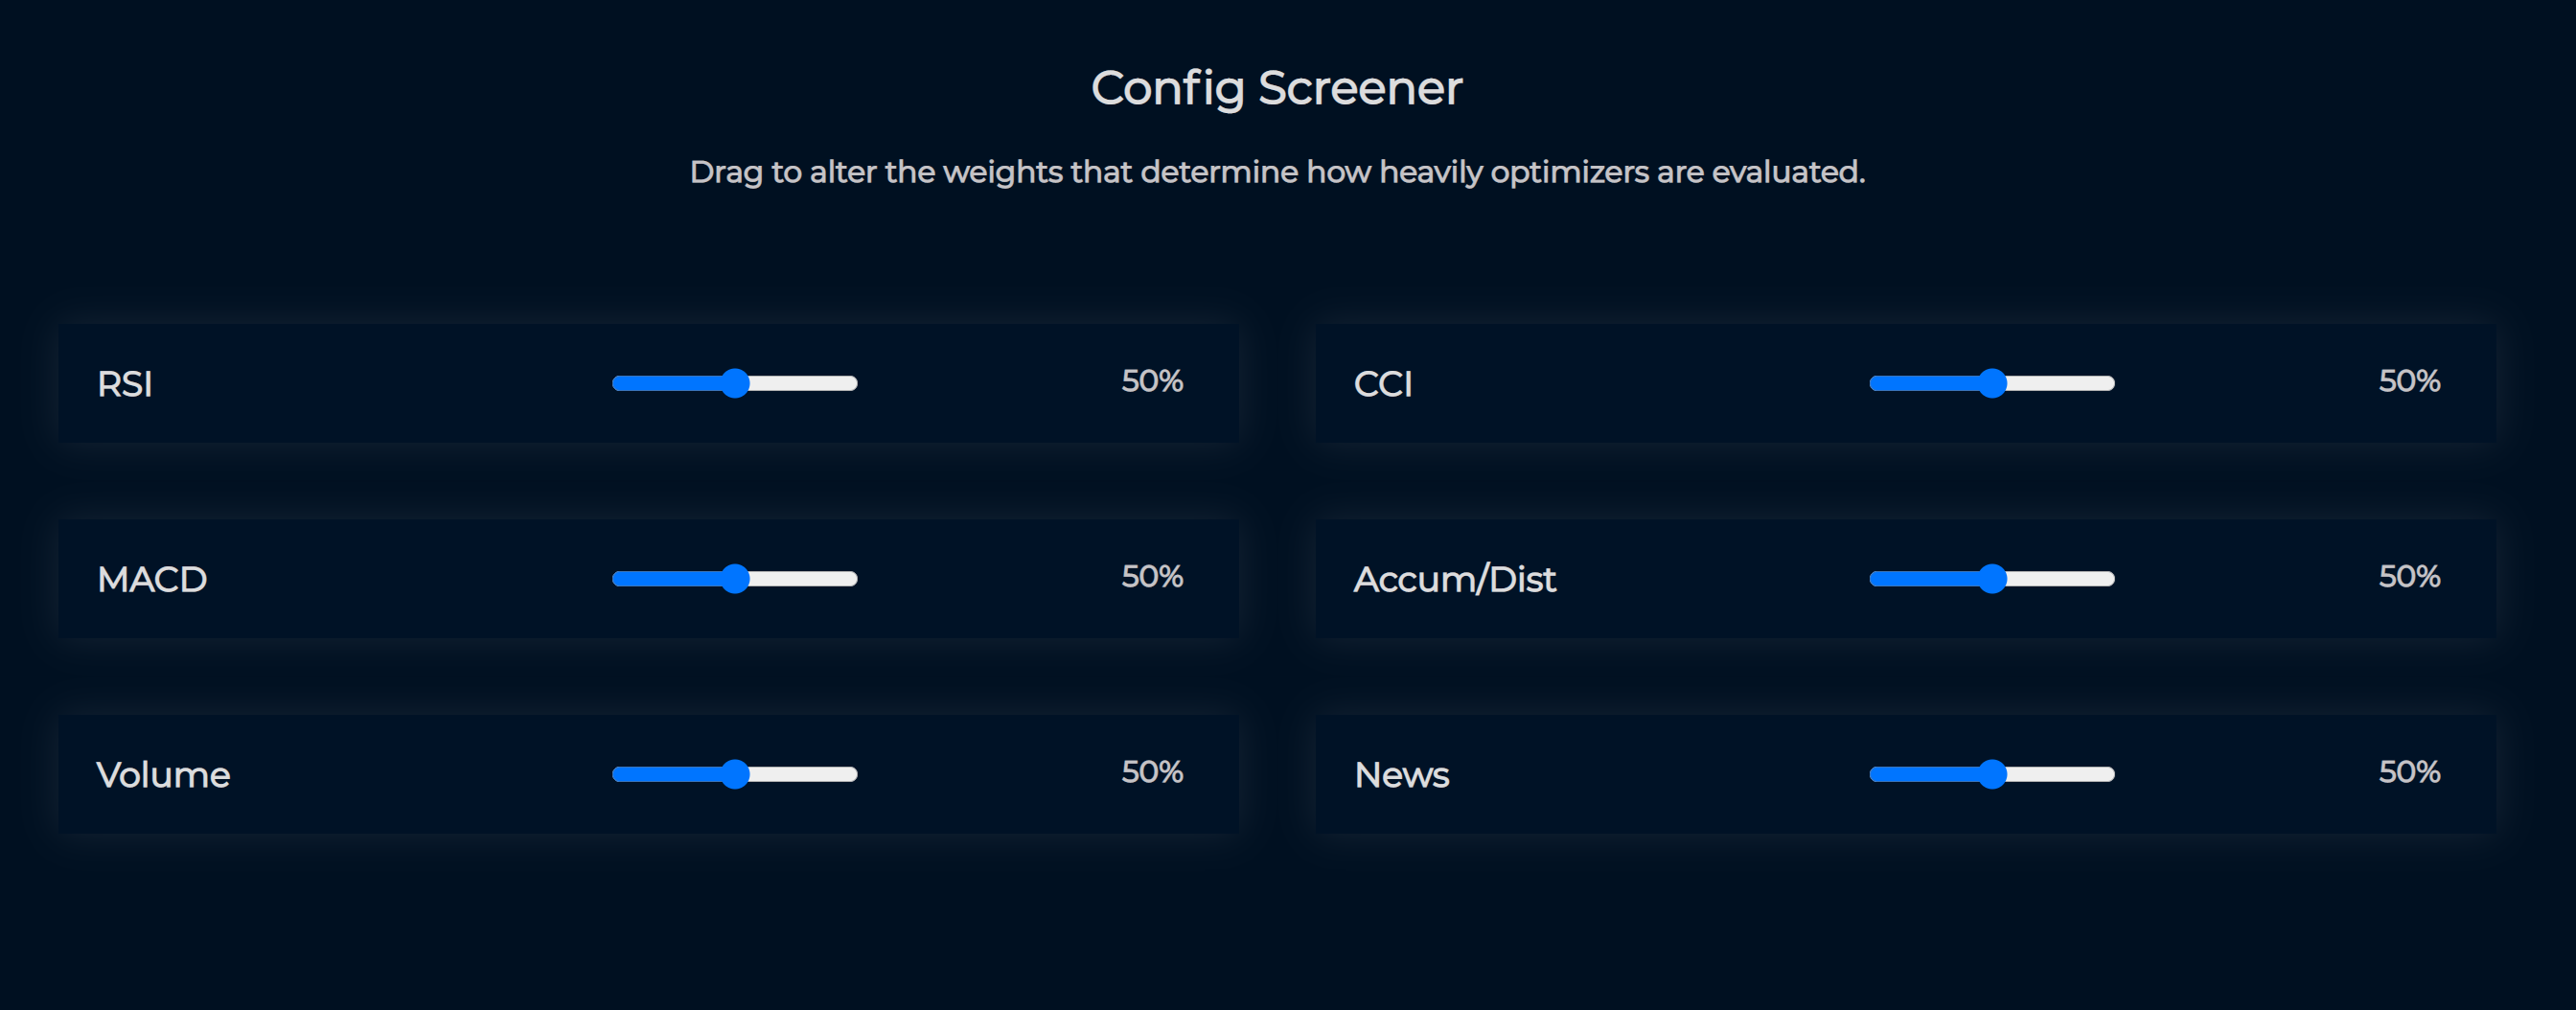 Config Screener
Drag to alter the weights that determine how heavily optimizers are evaluated.
RSI 50%
CCI 50%
MACD 50%
Accum/Dist 50%
Volume 50%
News 50%